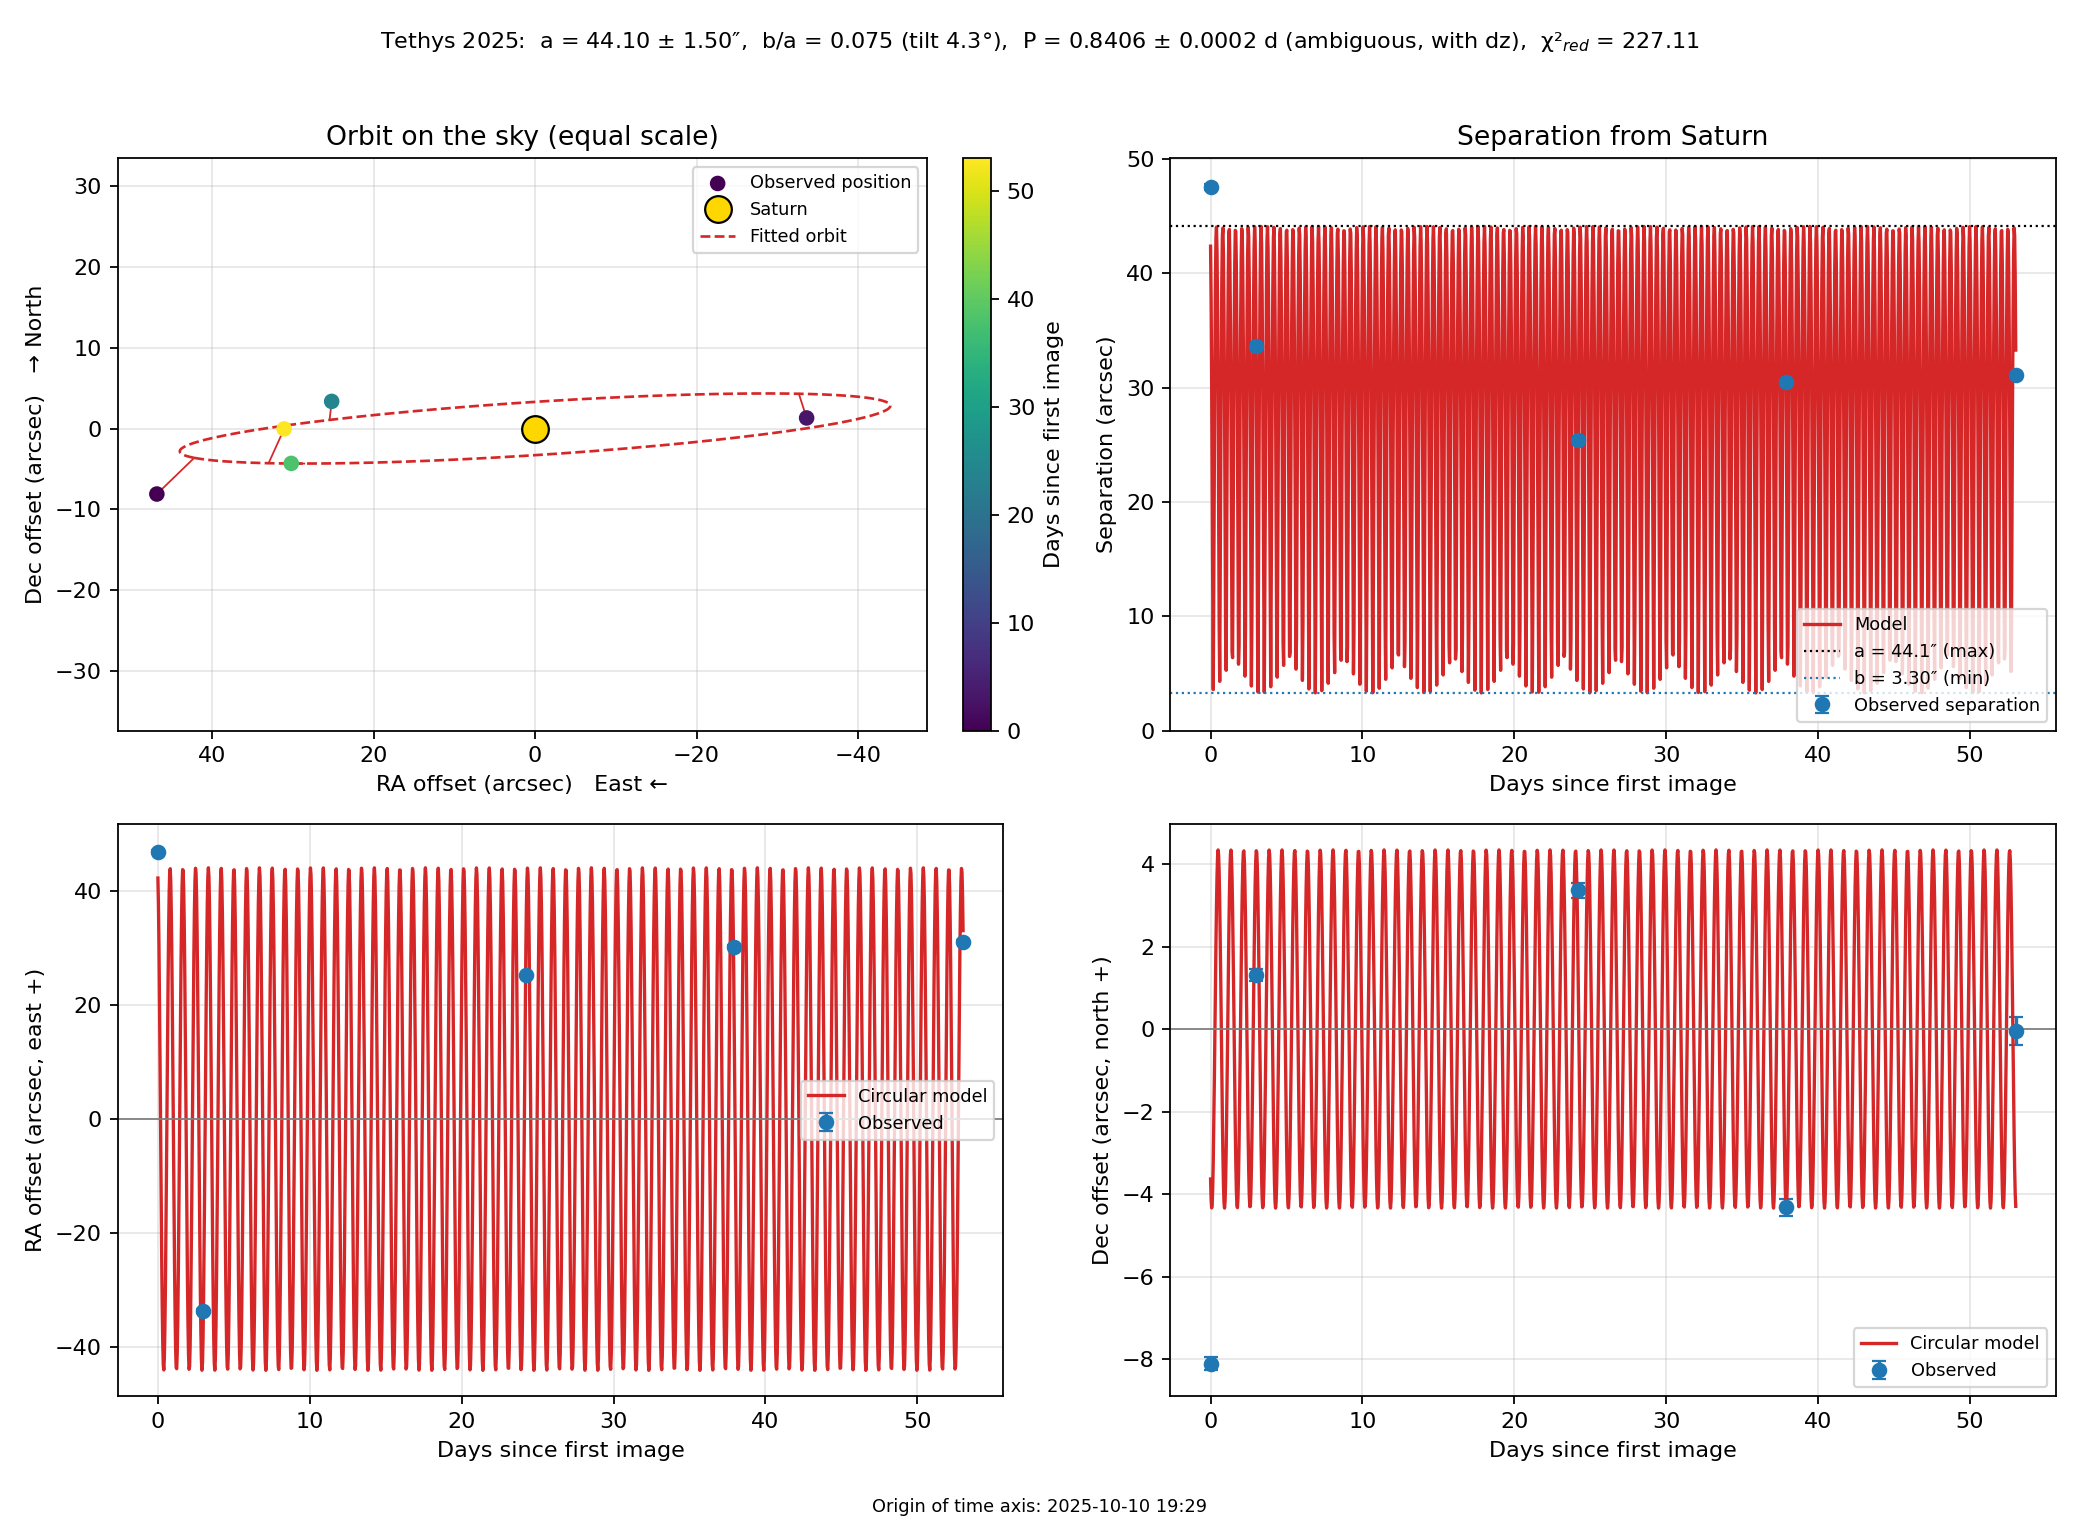 Tethys 2025:  a = 44.10 ± 1.50″,  b/a = 0.075 (tilt 4.3°),  P = 0.8406 ± 0.0002 d (ambiguous, with dz),  χ²red = 227.11
Orbit on the sky (equal scale)
30
20
10
0
−10
−20
−30
Dec offset (arcsec)   → North
40
20
0
−20
−40
RA offset (arcsec)   East ←
Observed position
Saturn
Fitted orbit
50
40
30
20
10
0
Days since first image
Separation from Saturn
50
40
30
20
10
0
Separation (arcsec)
0
10
20
30
40
50
Days since first image
Model
a = 44.1″ (max)
b = 3.30″ (min)
Observed separation
40
20
0
−20
−40
RA offset (arcsec, east +)
0
10
20
30
40
50
Days since first image
Circular model
Observed
4
2
0
−2
−4
−6
−8
Dec offset (arcsec, north +)
0
10
20
30
40
50
Days since first image
Circular model
Observed
Origin of time axis: 2025-10-10 19:29